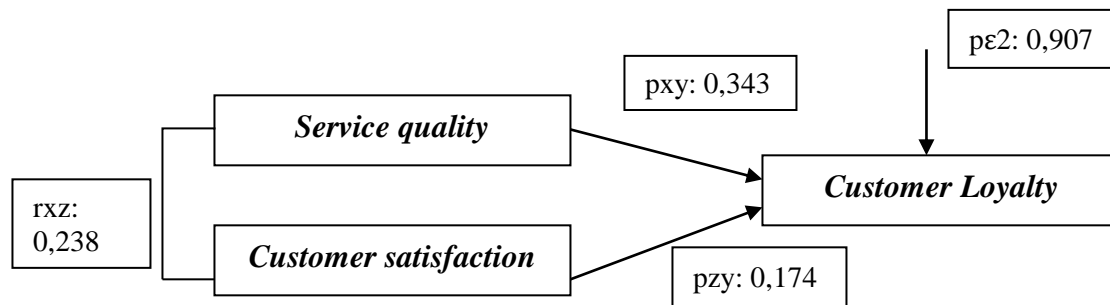 pε2: 0,907
pxy: 0,343
Service quality
Customer Loyalty
rxz:
0,238
Customer satisfaction
pzy: 0,174